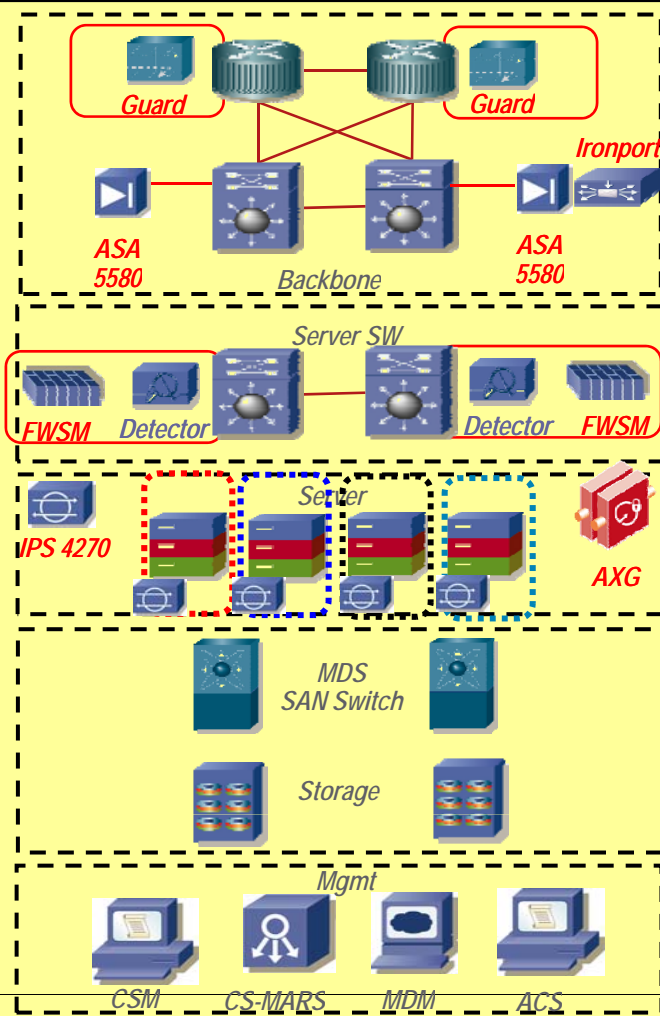 Guard
Guard
Ironport
ASA
5580
ASA
5580
Backbone
Server SW
FWSM
Detector
Detector
FWSM
Server
IPS 4270
AXG
MDS
SAN Switch
Storage
Mgmt
CSM
CS-MARS
MDM
ACS